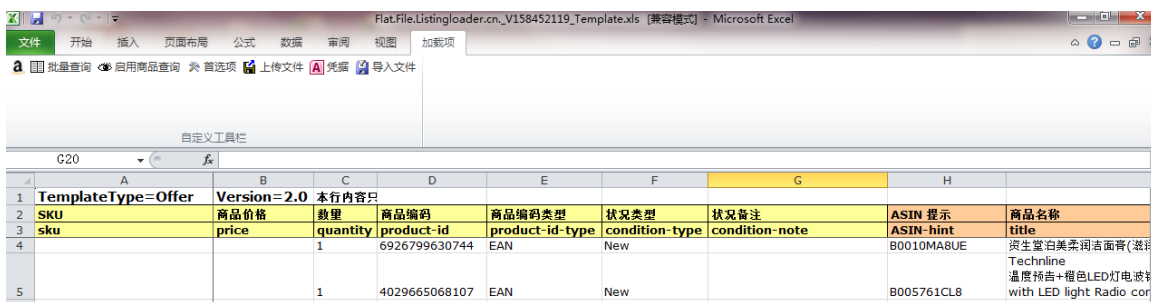 Flat.File.Listingloader.cn._V158452119_Template.xls [兼容模式] - Microsoft Excel
文件 开始 插入 页面布局 公式 数据 审阅 视图 加载项
a 批量查询 启用商品查询 首选项 上传文件 A 凭据 导入文件
自定义工具栏
G20 fx
A B C D E F G H
1 TemplateType=Offer Version=2.0 本行内容只
2 SKU 商品价格 数量 商品编码 商品编码类型 状况类型 状况备注 ASIN 提示 商品名称
3 sku price quantity product-id product-id-type condition-type condition-note ASIN-hint title
4 1 6926799630744 EAN New B0010MA8UE 资生堂泊美柔润洁面膏(滋润
Technline
温度预告+橙色LED灯电波钟
5 1 4029665068107 EAN New B005761CL8 with LED light Radio con